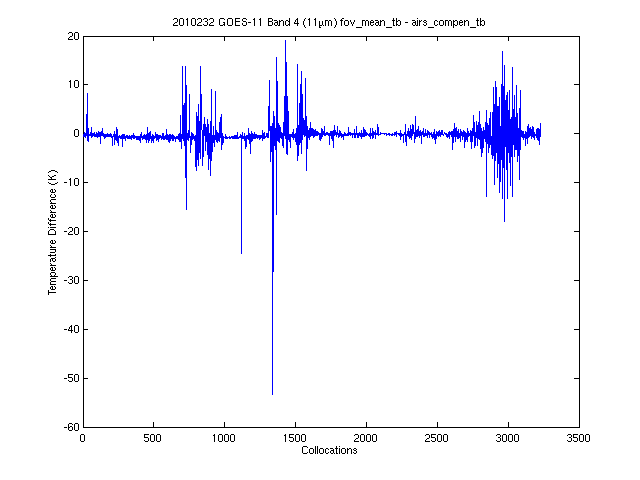 2010232 GOES-11 Band 4 (11µm) fov_mean_tb - airs_compen_tb
20
10
0
-10
-20
-30
-40
-50
-60
Temperature Difference (K)
0 500 1000 1500 2000 2500 3000 3500
Collocations